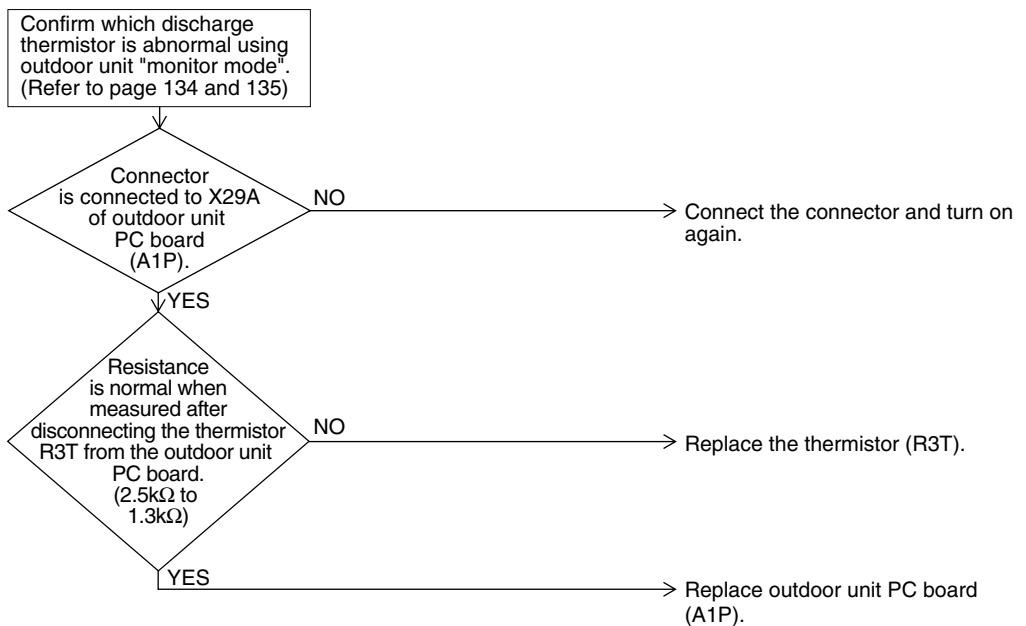 Confirm which discharge
thermistor is abnormal using
outdoor unit "monitor mode".
(Refer to page 134 and 135)
Connector
is connected to X29A
of outdoor unit
PC board
(A1P).
NO
Connect the connector and turn on
again.
YES
Resistance
is normal when
measured after
disconnecting the thermistor
R3T from the outdoor unit
PC board.
(2.5kΩ to
1.3kΩ)
NO
Replace the thermistor (R3T).
YES
Replace outdoor unit PC board
(A1P).